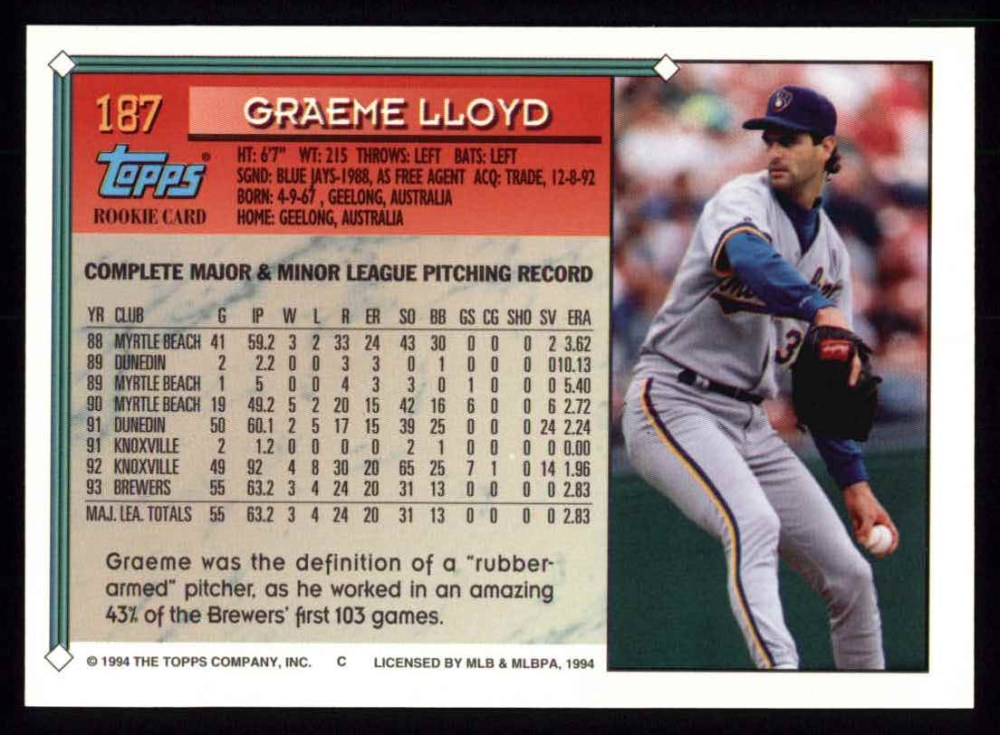 187
GRAEME LLOYD
Topps®
ROOKIE CARD
HT: 6'7" WT: 215 THROWS: LEFT BATS: LEFT
SGND: BLUE JAYS-1988, AS FREE AGENT ACQ: TRADE, 12-8-92
BORN: 4-9-67 , GEELONG, AUSTRALIA
HOME: GEELONG, AUSTRALIA
COMPLETE MAJOR & MINOR LEAGUE PITCHING RECORD
YR CLUB G IP W L R ER SO BB GS CG SHO SV ERA
88 MYRTLE BEACH 41 59.2 3 2 33 24 43 30 0 0 0 2 3.62
89 DUNEDIN 2 2.2 0 0 3 3 0 1 0 0 0 0 10.13
89 MYRTLE BEACH 1 5 0 0 4 3 3 0 1 0 0 0 5.40
90 MYRTLE BEACH 19 49.2 5 2 20 15 42 16 6 0 0 6 2.72
91 DUNEDIN 50 60.1 2 5 17 15 39 25 0 0 0 24 2.24
91 KNOXVILLE 2 1.2 0 0 0 0 2 1 0 0 0 0 0.00
92 KNOXVILLE 49 92 4 8 30 20 65 25 7 1 0 14 1.96
93 BREWERS 55 63.2 3 4 24 20 31 13 0 0 0 0 2.83
MAJ. LEA. TOTALS 55 63.2 3 4 24 20 31 13 0 0 0 0 2.83
Graeme was the definition of a "rubber-
armed" pitcher, as he worked in an amazing
43% of the Brewers' first 103 games.
© 1994 THE TOPPS COMPANY, INC. C LICENSED BY MLB & MLBPA, 1994
3